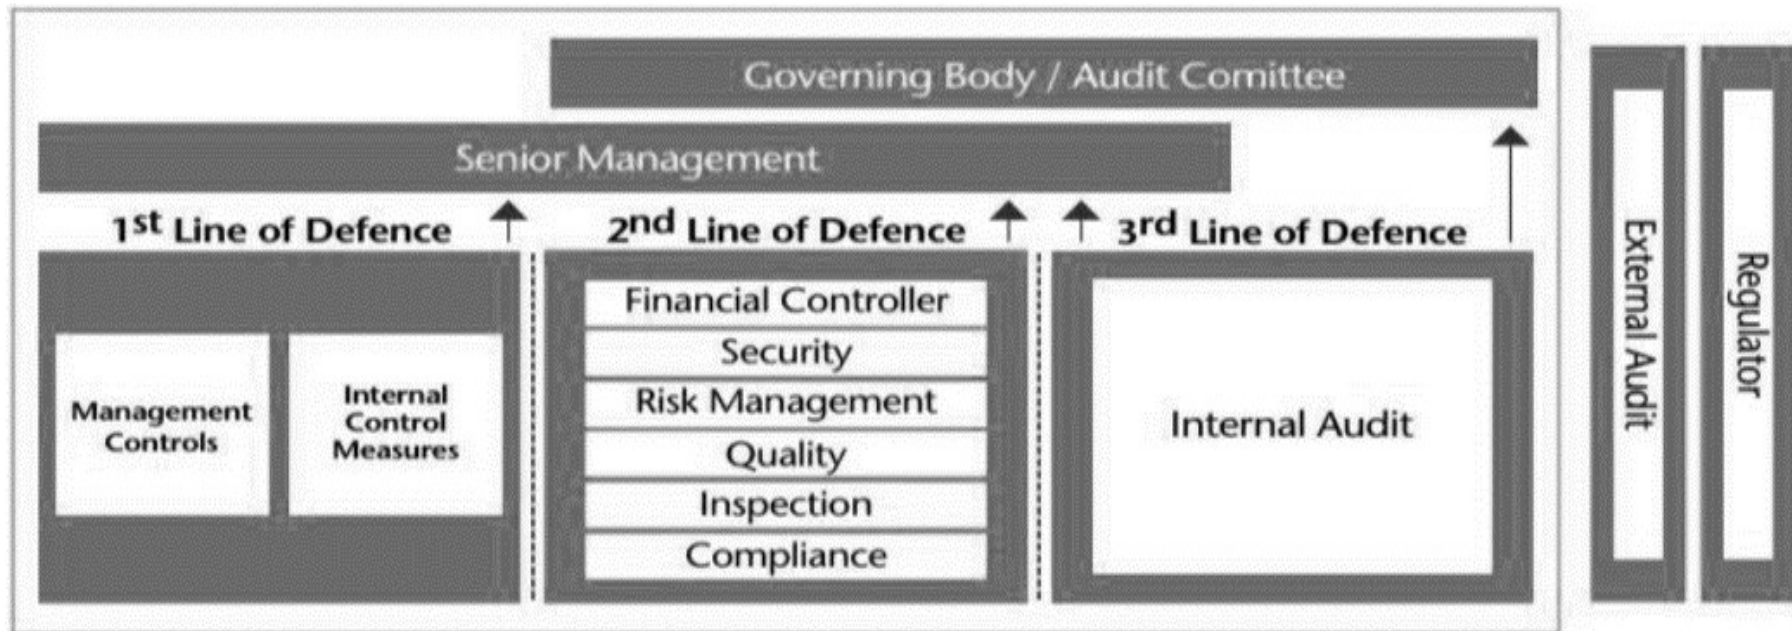 Governing Body / Audit Comittee
Senior Management
1st Line of Defence
2nd Line of Defence
3rd Line of Defence
Management
Controls
Internal
Control
Measures
Financial Controller
Security
Risk Management
Quality
Inspection
Compliance
Internal Audit
External Audit
Regulator